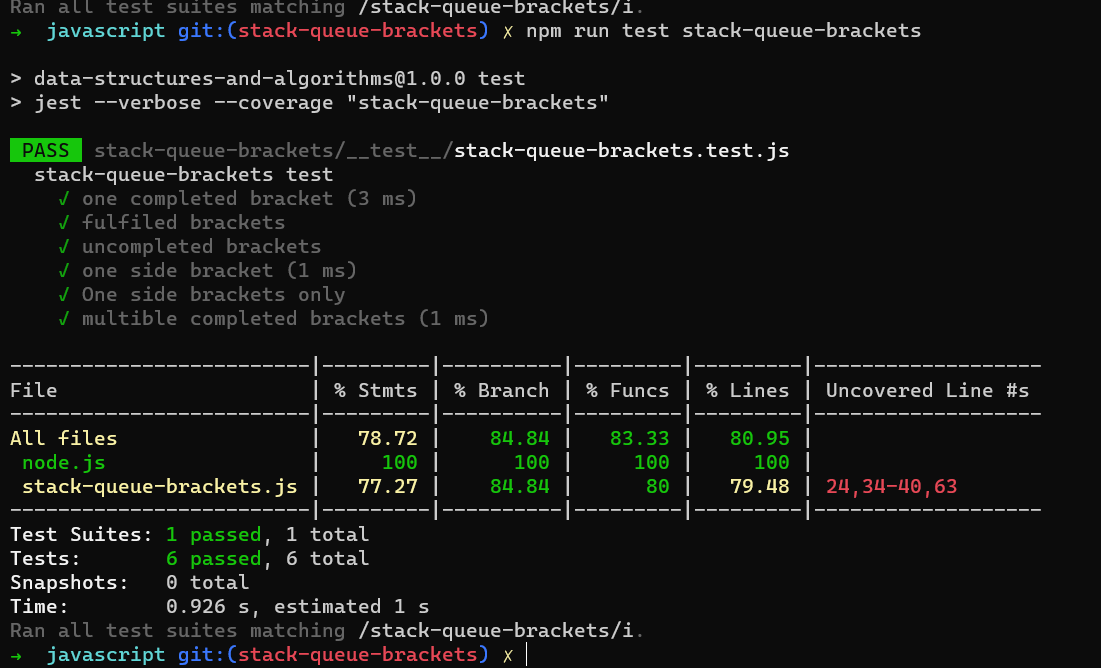 Ran all test suites matching /stack-queue-brackets/i.
→ javascript git:(stack-queue-brackets) ✗ npm run test stack-queue-brackets
> data-structures-and-algorithms@1.0.0 test
> jest --verbose --coverage "stack-queue-brackets"
PASS stack-queue-brackets/__test__/stack-queue-brackets.test.js
stack-queue-brackets test
√ one completed bracket (3 ms)
√ fulfiled brackets
√ uncompleted brackets
√ one side bracket (1 ms)
√ One side brackets only
√ multible completed brackets (1 ms)
-------------------------|---------|----------|---------|---------|-------------------
File | % Stmts | % Branch | % Funcs | % Lines | Uncovered Line #s
-------------------------|---------|----------|---------|---------|-------------------
All files | 78.72 | 84.84 | 83.33 | 80.95 |
node.js | 100 | 100 | 100 | 100 |
stack-queue-brackets.js | 77.27 | 84.84 | 80 | 79.48 | 24,34-40,63
-------------------------|---------|----------|---------|---------|-------------------
Test Suites: 1 passed, 1 total
Tests: 6 passed, 6 total
Snapshots: 0 total
Time: 0.926 s, estimated 1 s
Ran all test suites matching /stack-queue-brackets/i.
→ javascript git:(stack-queue-brackets) ✗